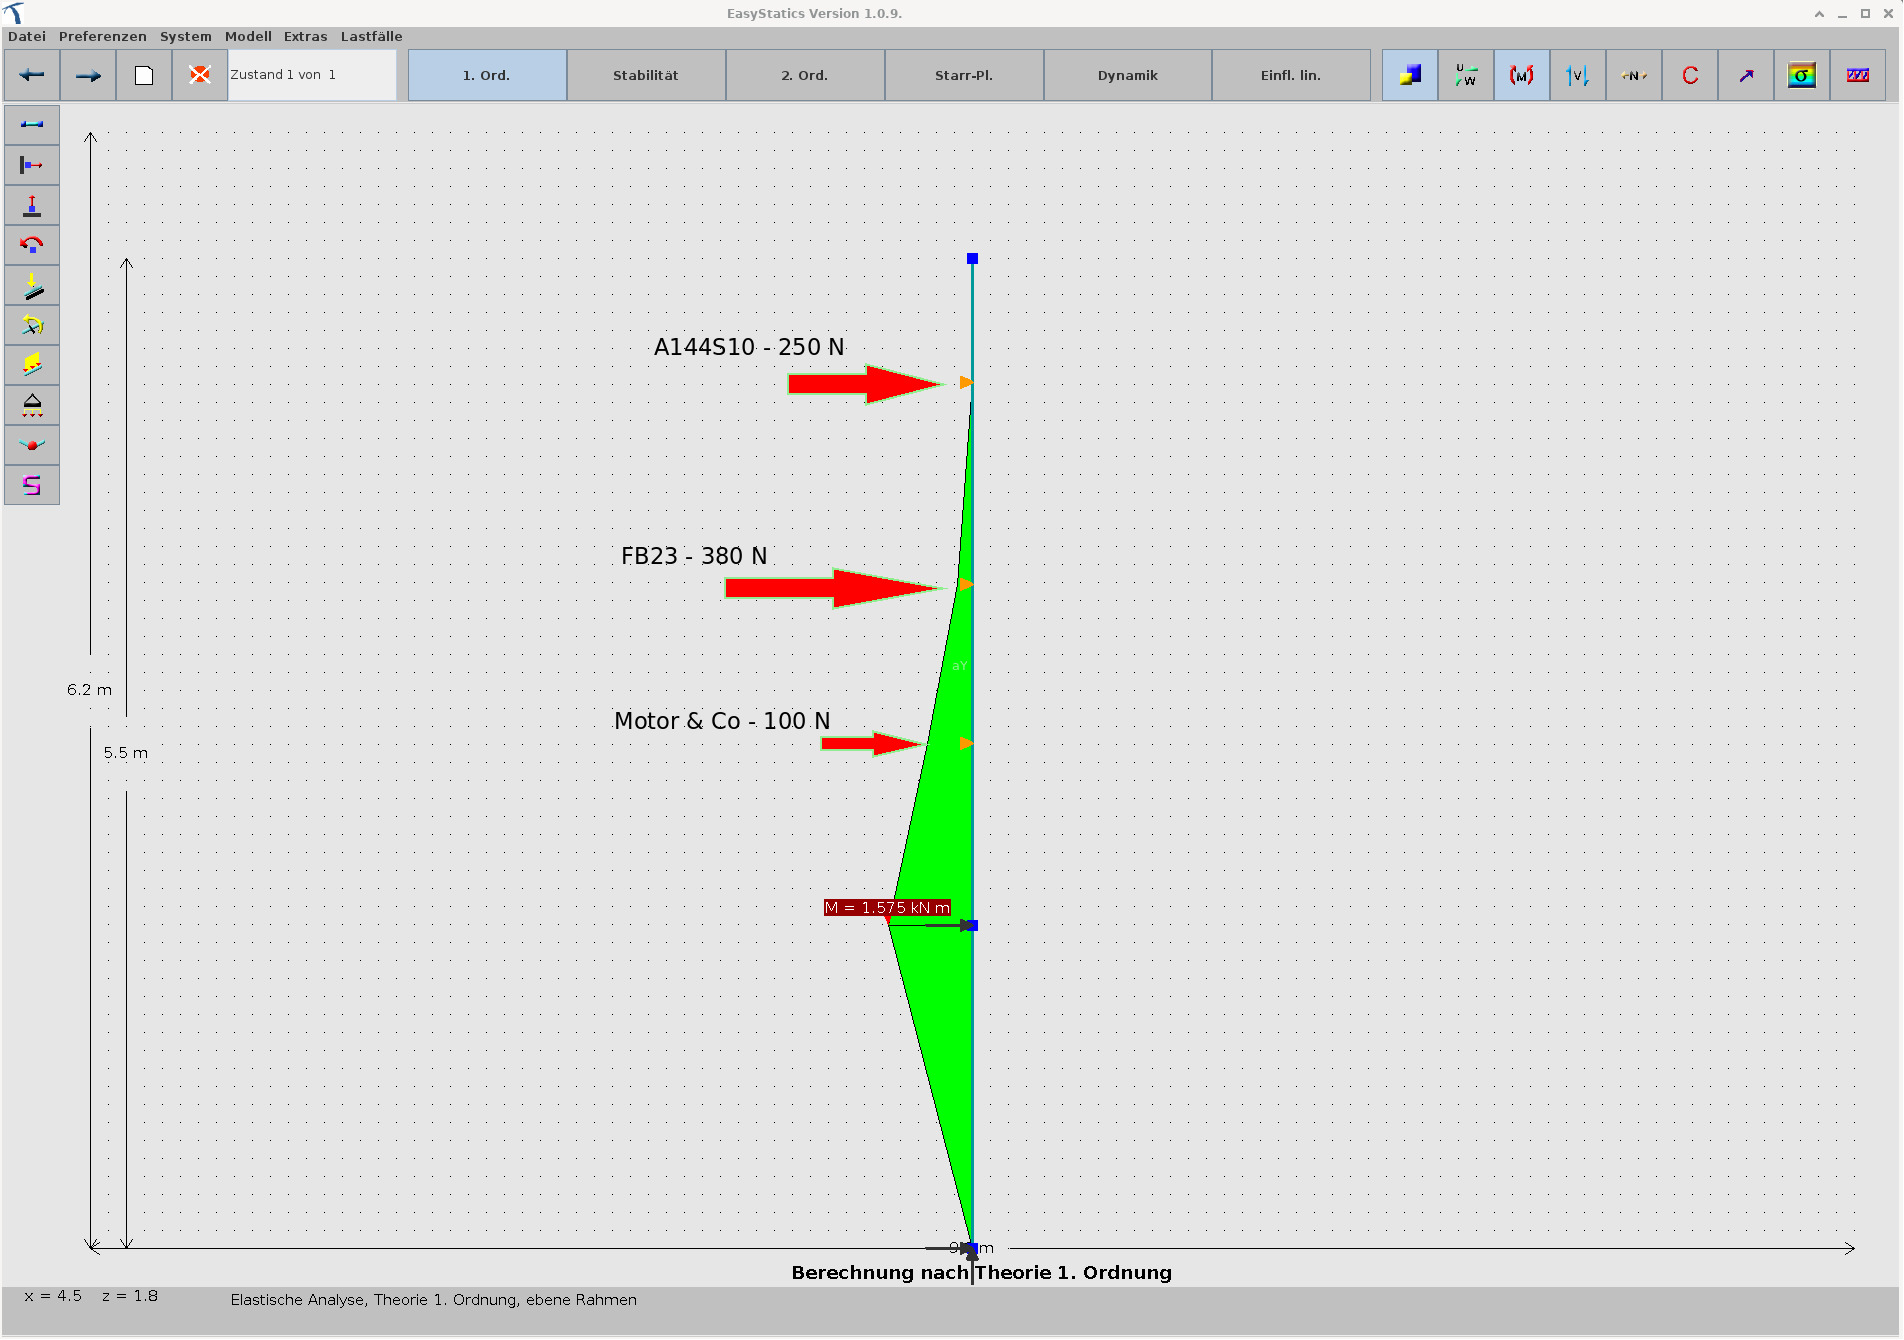 EasyStatics Version 1.0.9.
Datei Preferenzen System Modell Extras Lastfälle
Zustand 1 von 1
1. Ord. Stabilität 2. Ord. Starr-Pl. Dynamik Einfl. lin.
U W M V N C σ
A144S10 - 250 N
FB23 - 380 N
aY
6.2 m
Motor & Co - 100 N
5.5 m
M = 1.575 kN m
m
Berechnung nach Theorie 1. Ordnung
x = 4.5 z = 1.8
Elastische Analyse, Theorie 1. Ordnung, ebene Rahmen